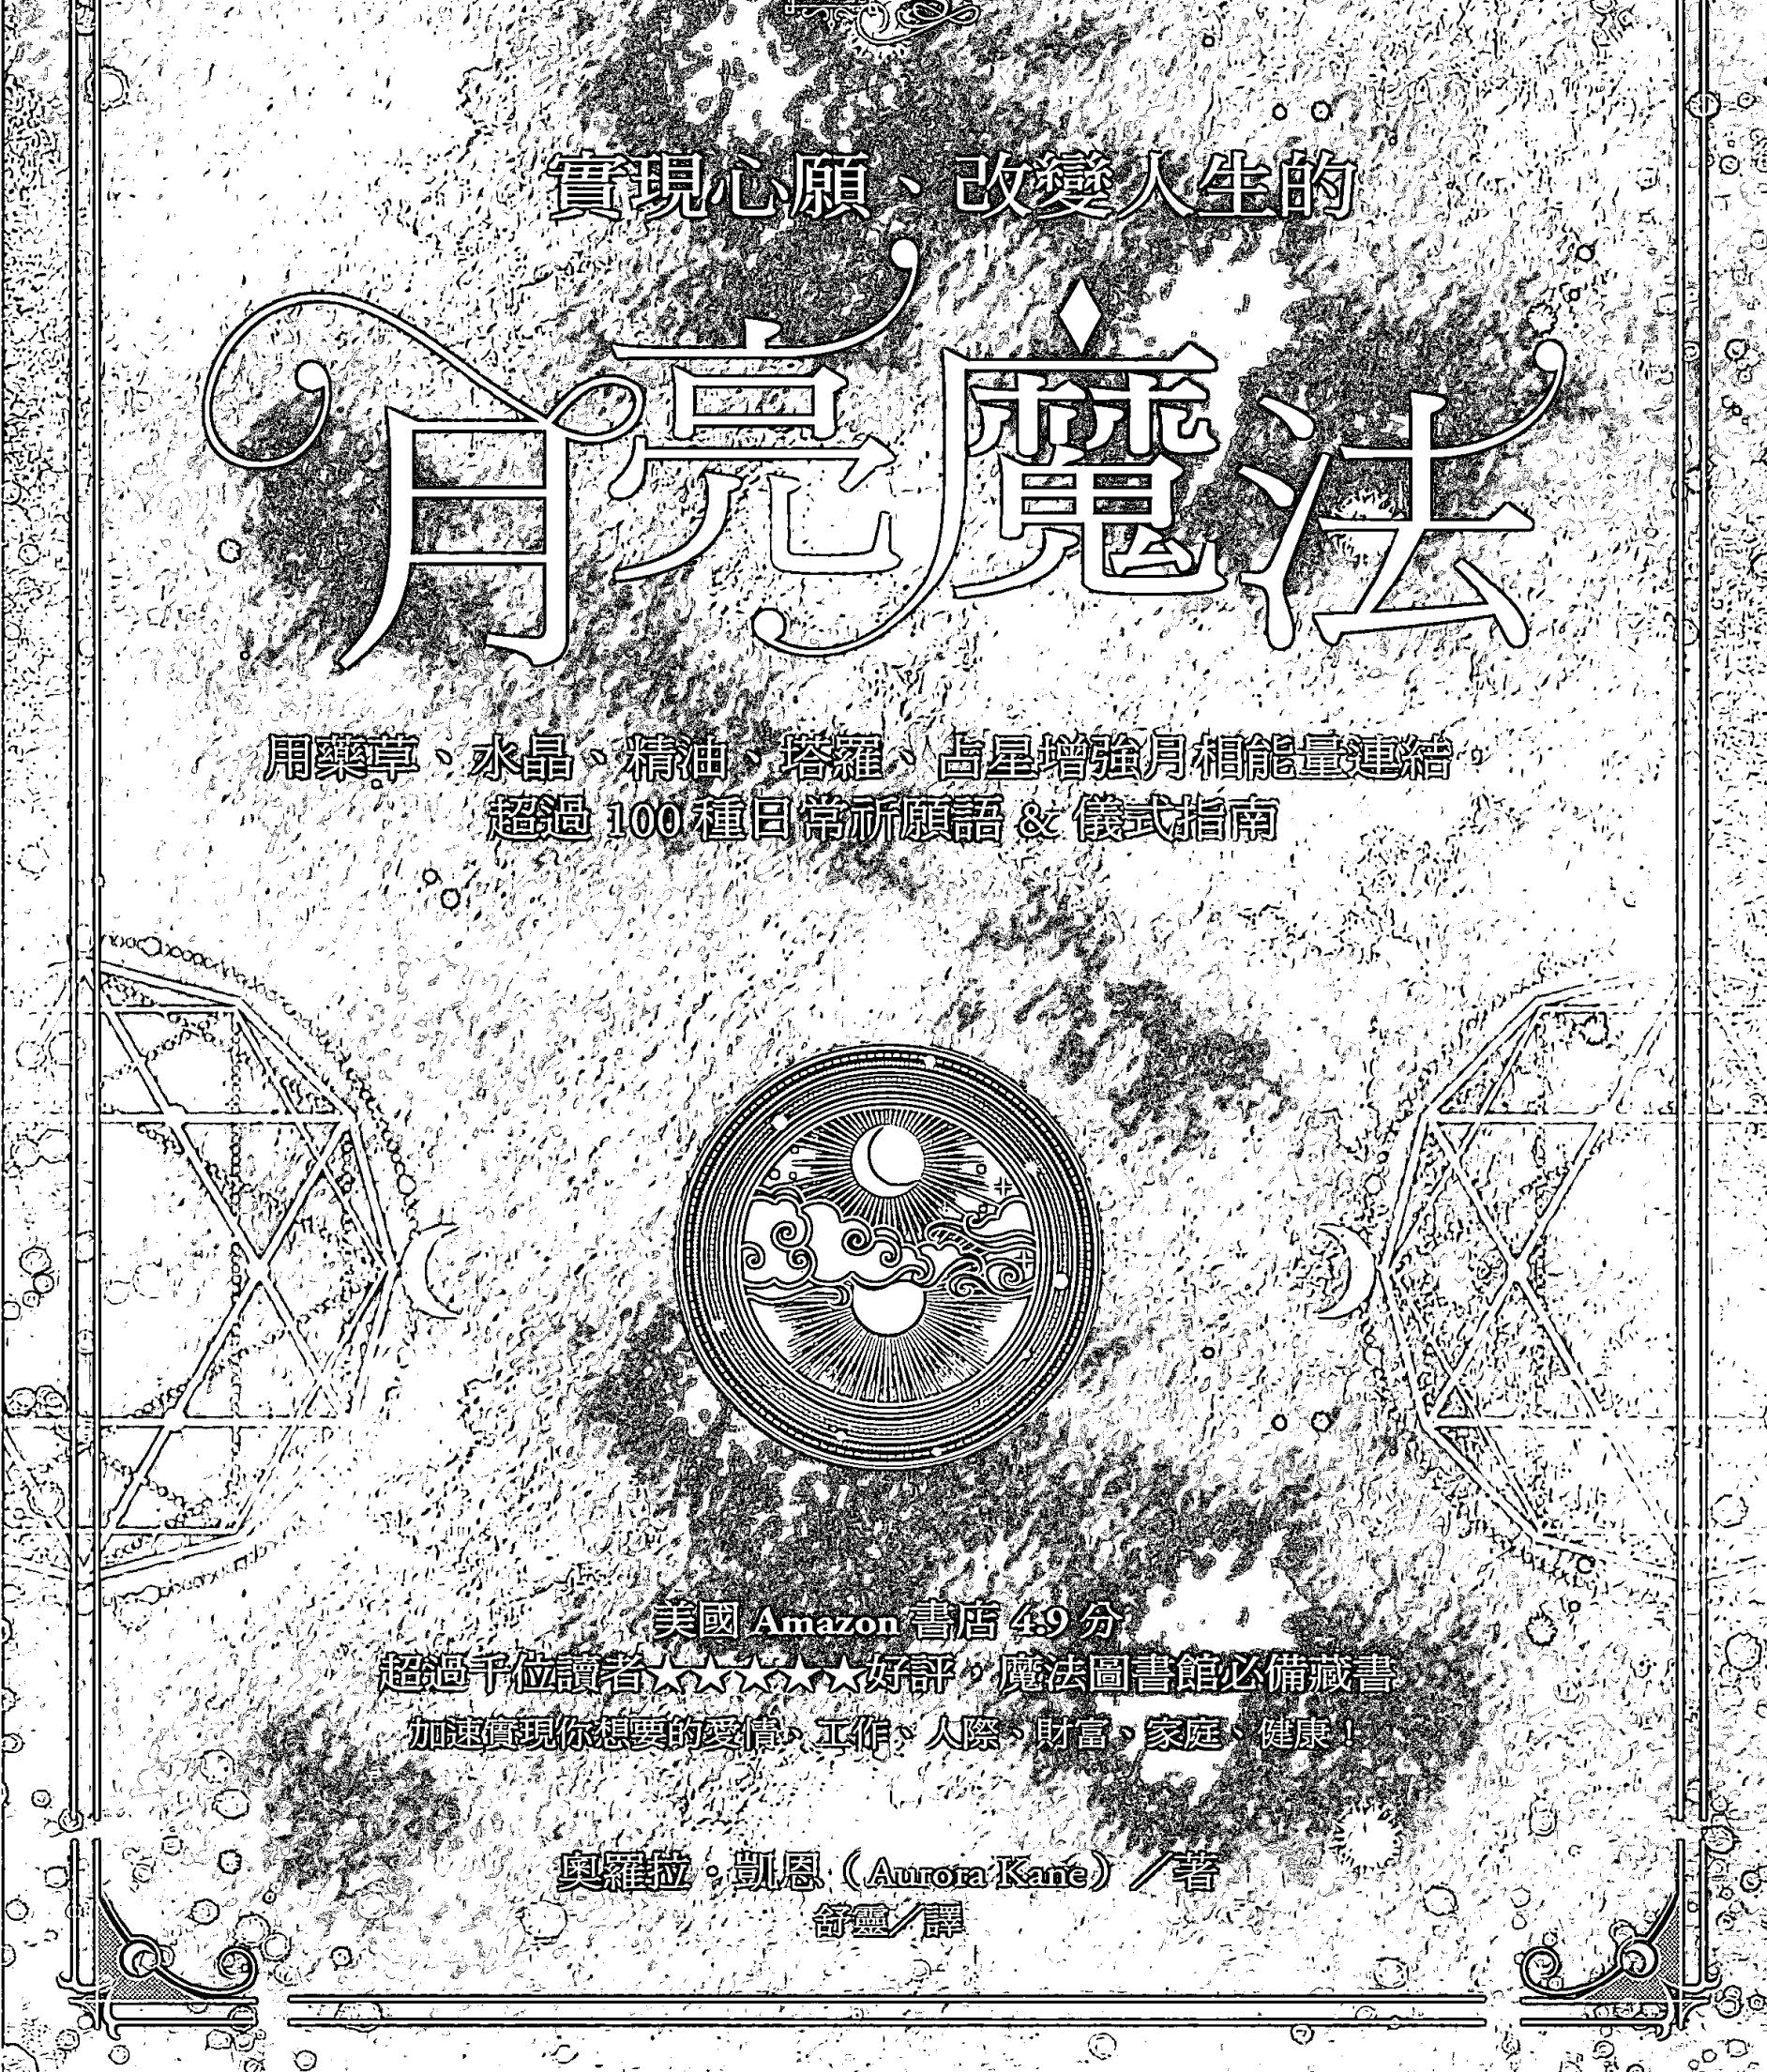 實現心願、改變人生的
月亮魔法
用藥草、水晶、精油、塔羅、占星增強月相能量連結，
超過 100 種日常祈願語 & 儀式指南
美國 Amazon 書店 4.9 分
超過千位讀者★★★★★好評，魔法圖書館必備藏書
加速實現你想要的愛情、工作、人際、財富、家庭、健康！
奧羅拉・凱恩（Aurora Kane）／著
舒靈／譯